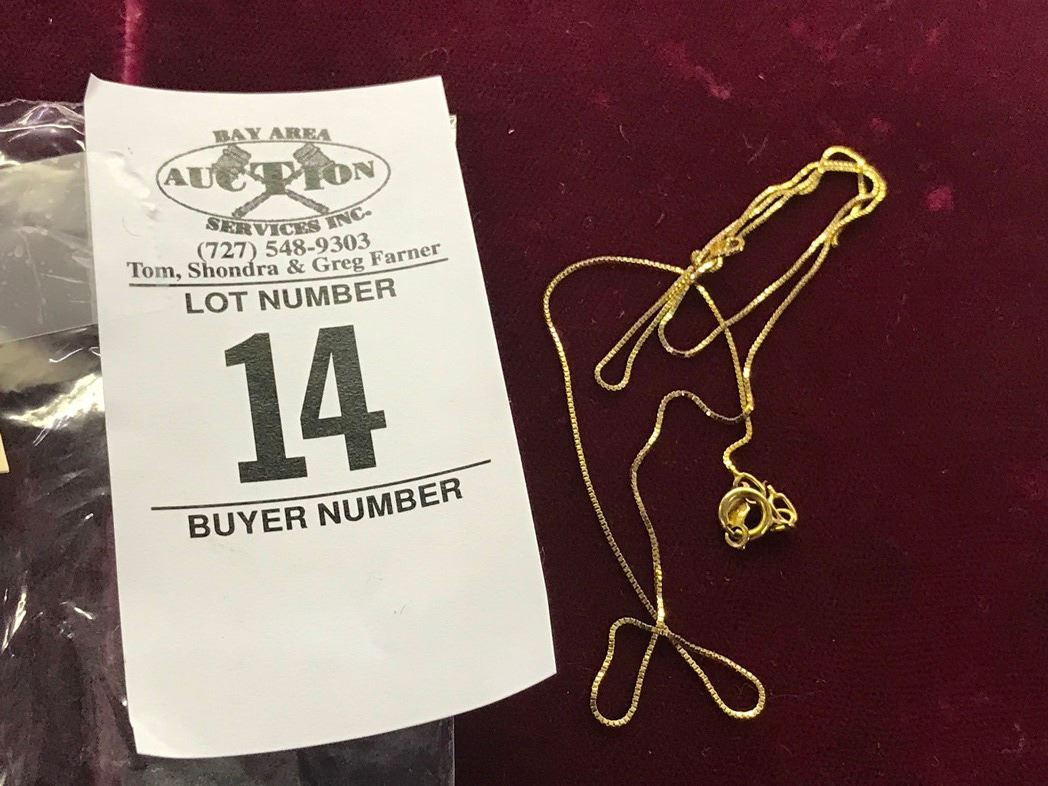 BAY AREA
AUCTION
SERVICES INC.
(727) 548-9303
Tom, Shondra & Greg Farner
LOT NUMBER
14
BUYER NUMBER